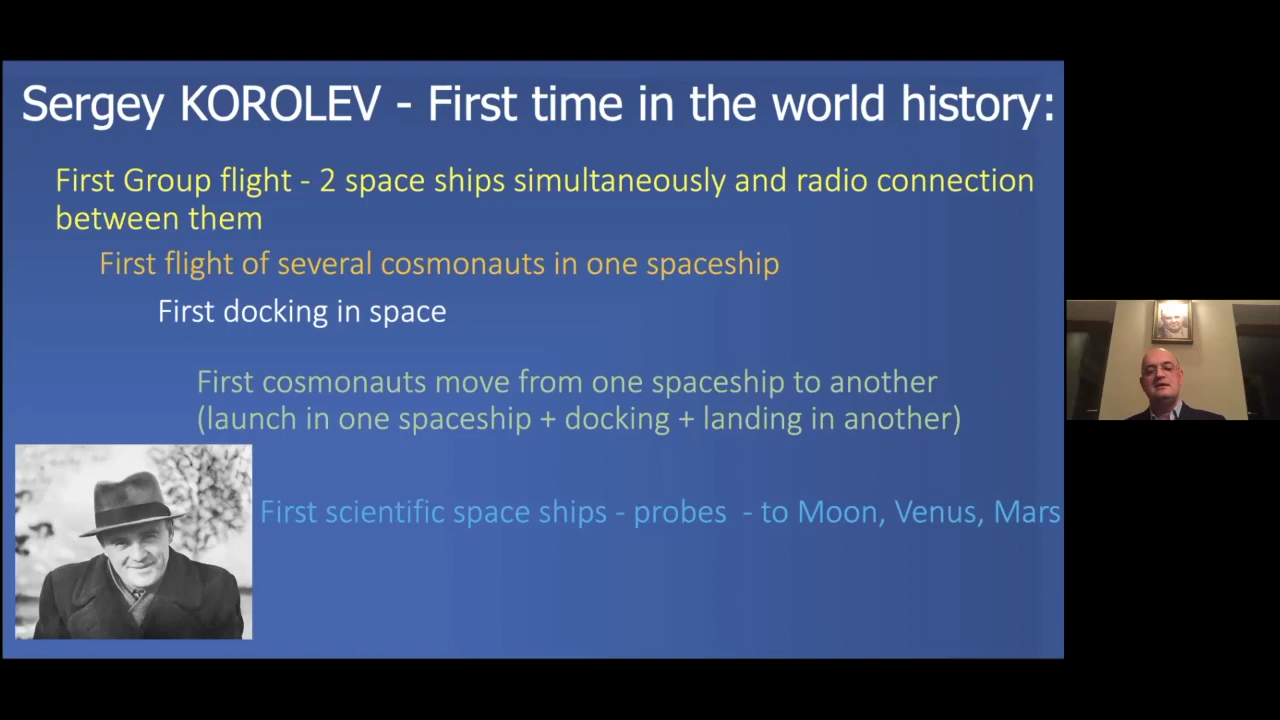 Sergey KOROLEV - First time in the world history:
First Group flight - 2 space ships simultaneously and radio connection
between them
First flight of several cosmonauts in one spaceship
First docking in space
First cosmonauts move from one spaceship to another
(launch in one spaceship + docking + landing in another)
First scientific space ships - probes  - to Moon, Venus, Mars